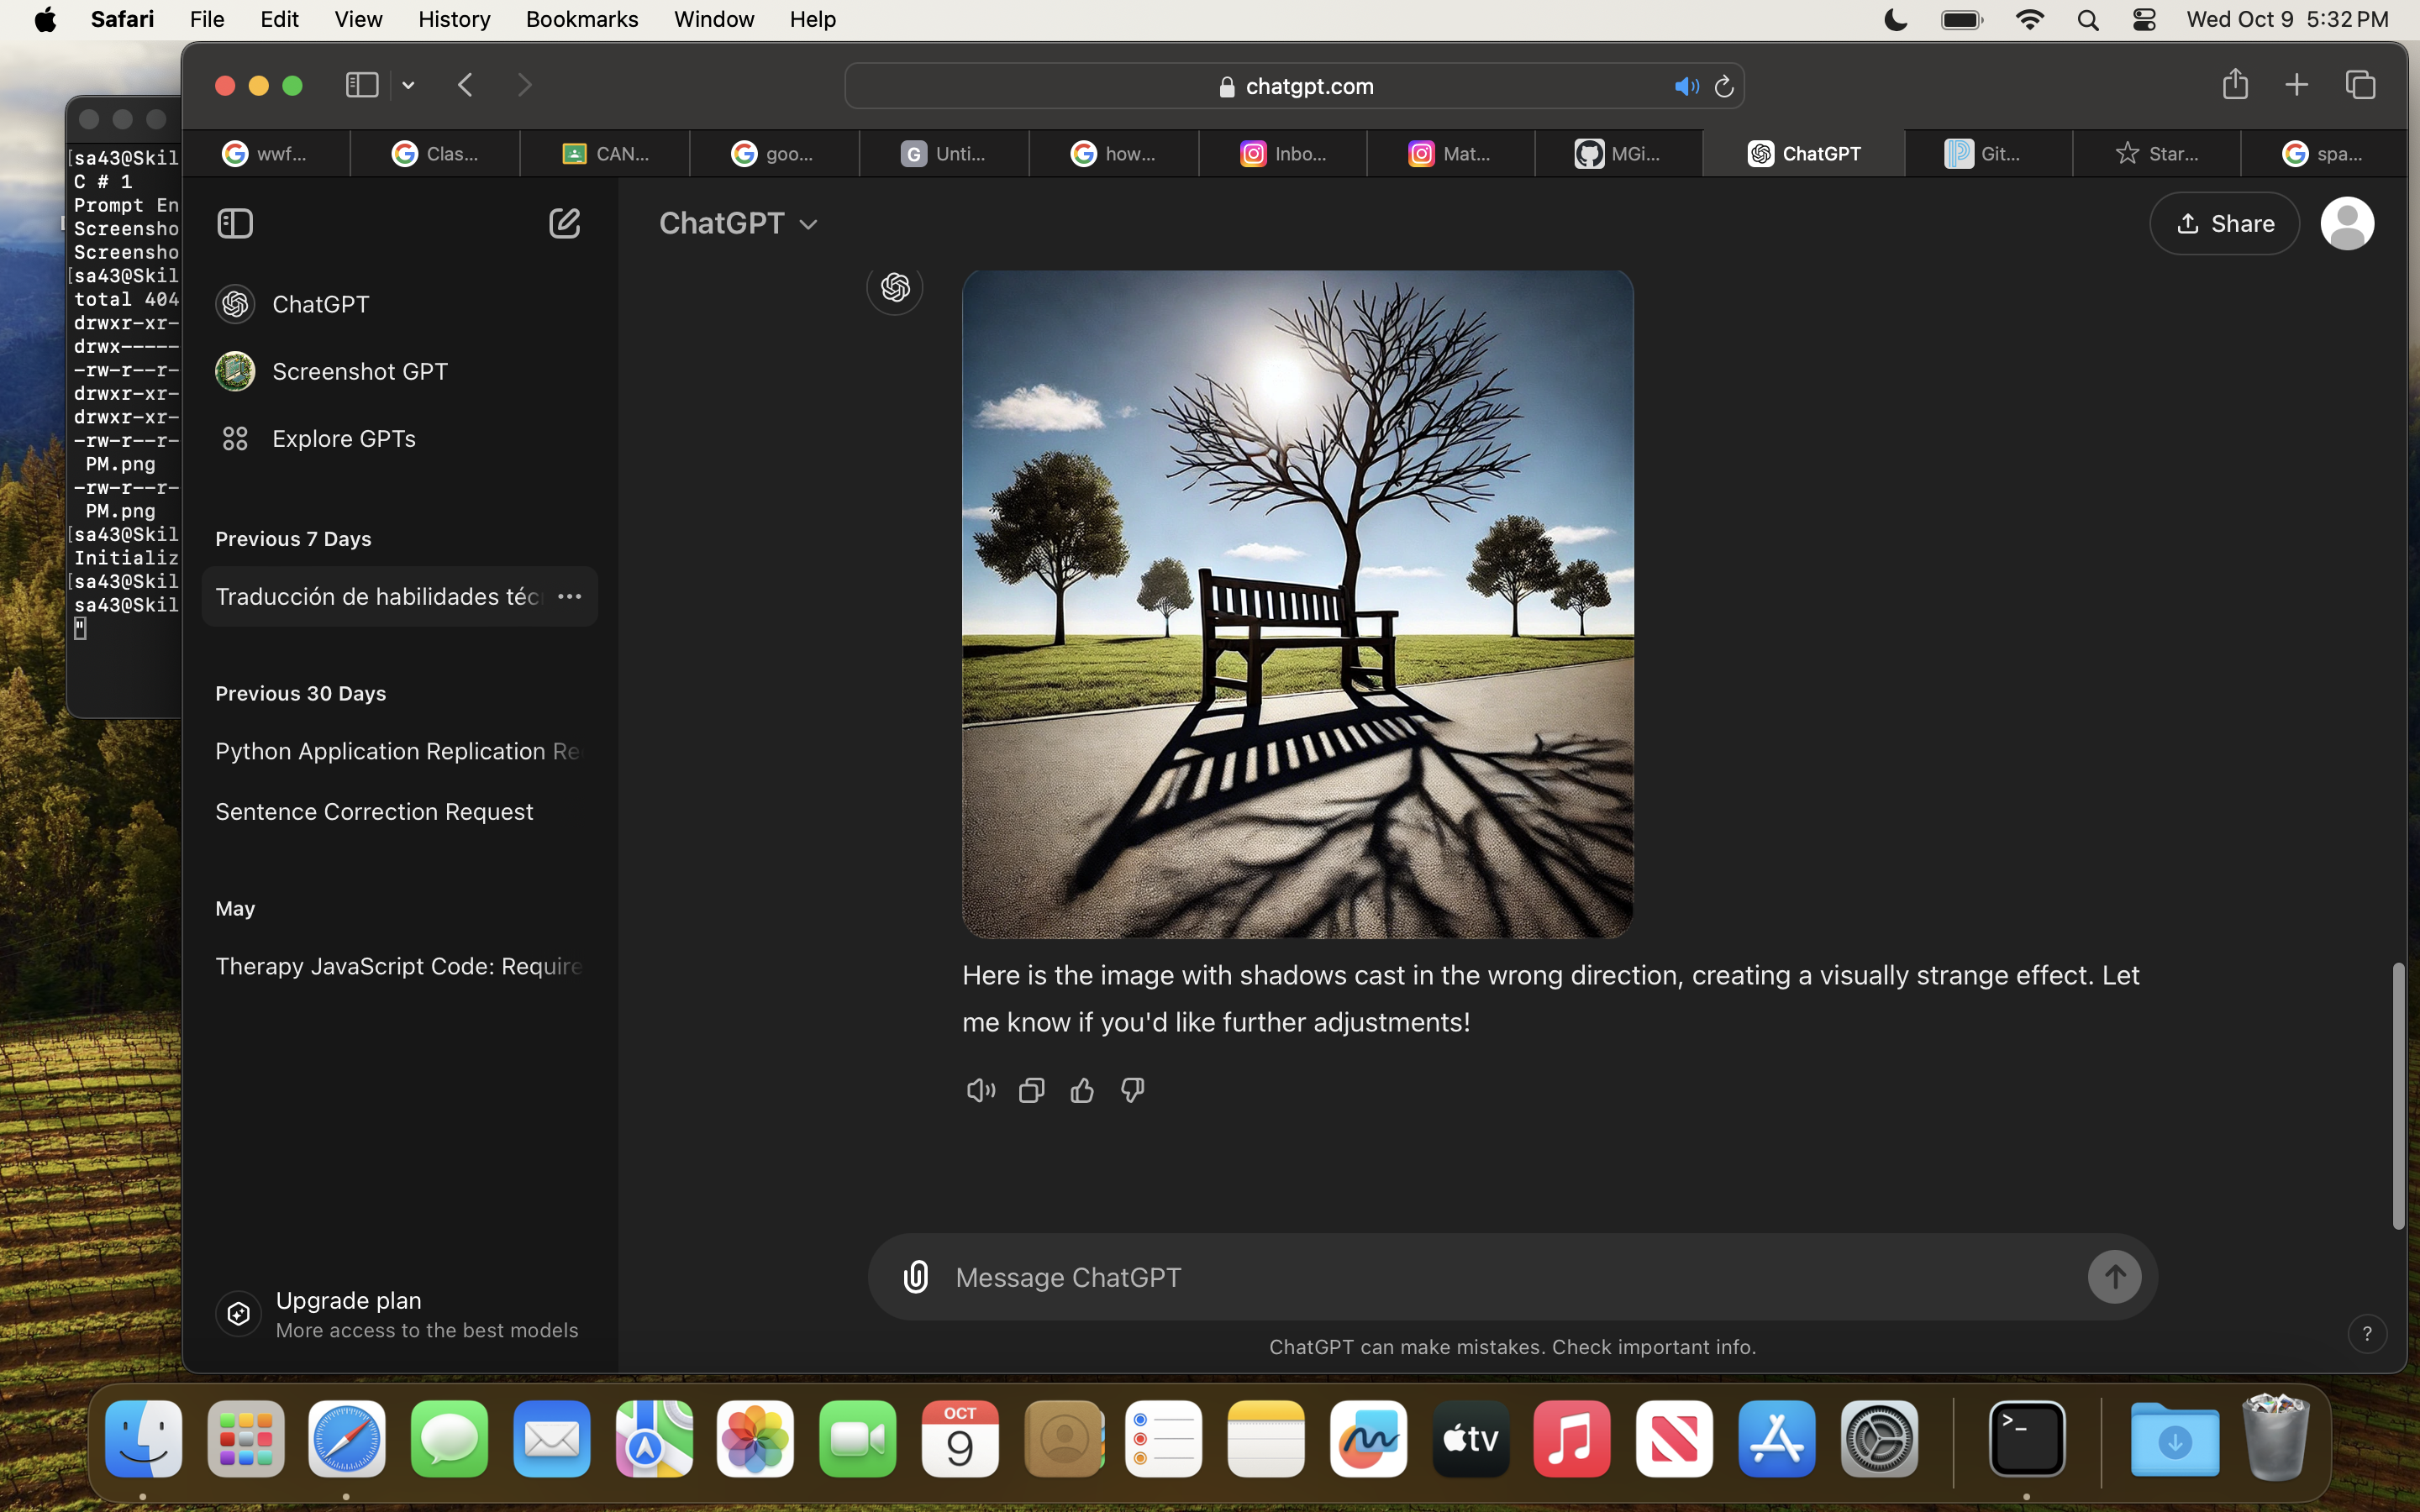 Safari File Edit View History Bookmarks Window Help
Wed Oct 9 5:32 PM
chatgpt.com
wwf...
Clas...
CAN...
goo...
Unti...
how...
Inbo...
Mat...
MGi...
ChatGPT
Git...
Star...
spa...
[sa43@Skil
C # 1
Prompt En
Screensho
Screensho
[sa43@Skil
total 404
drwxr-xr-
drwx-----
-rw-r--r-
drwxr-xr-
drwxr-xr-
-rw-r--r-
PM.png
-rw-r--r-
PM.png
[sa43@Skil
Initializ
[sa43@Skil
sa43@Skil
"
ChatGPT
Screenshot GPT
Explore GPTs
Previous 7 Days
Traducción de habilidades téc
Previous 30 Days
Python Application Replication Re
Sentence Correction Request
May
Therapy JavaScript Code: Require
Upgrade plan
More access to the best models
ChatGPT
Share
Here is the image with shadows cast in the wrong direction, creating a visually strange effect. Let
me know if you'd like further adjustments!
Message ChatGPT
ChatGPT can make mistakes. Check important info.
?
OCT
9
tv
>_